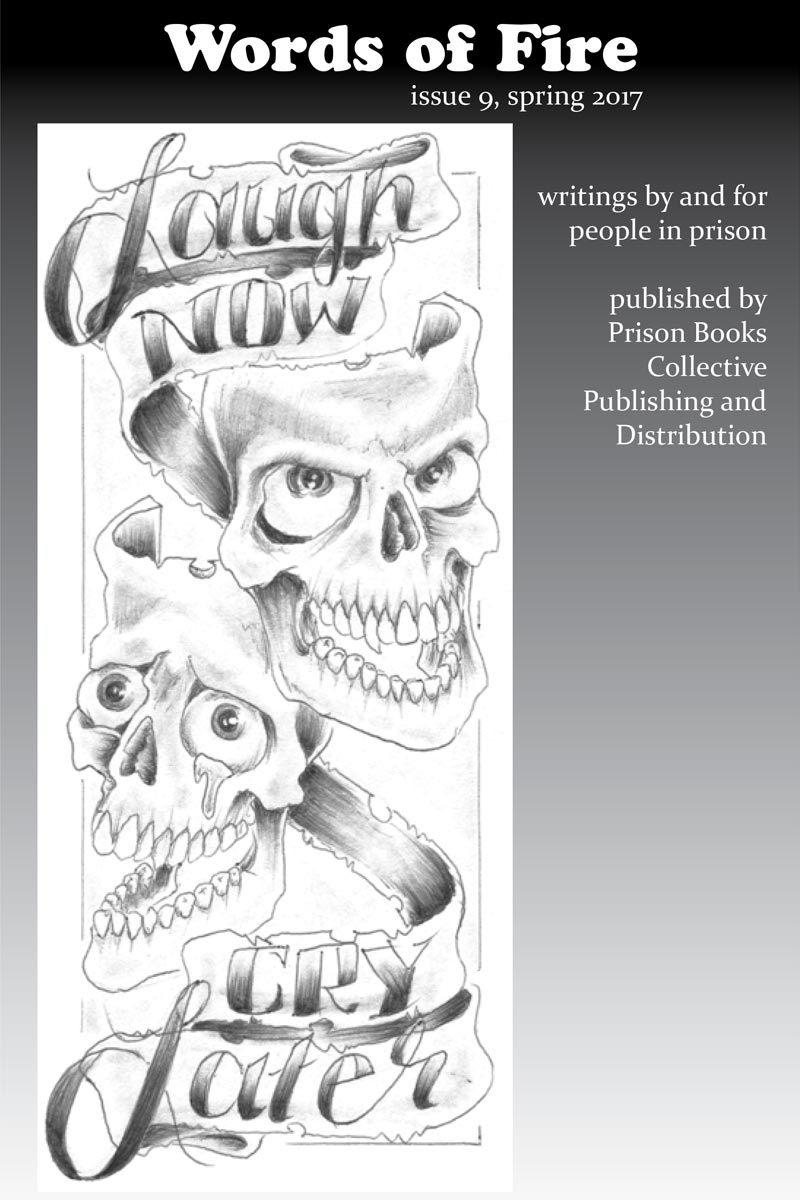 Words of Fire
issue 9, spring 2017
writings by and for
people in prison
published by
Prison Books
Collective
Publishing and
Distribution
Laugh
NOW
CRY
Later